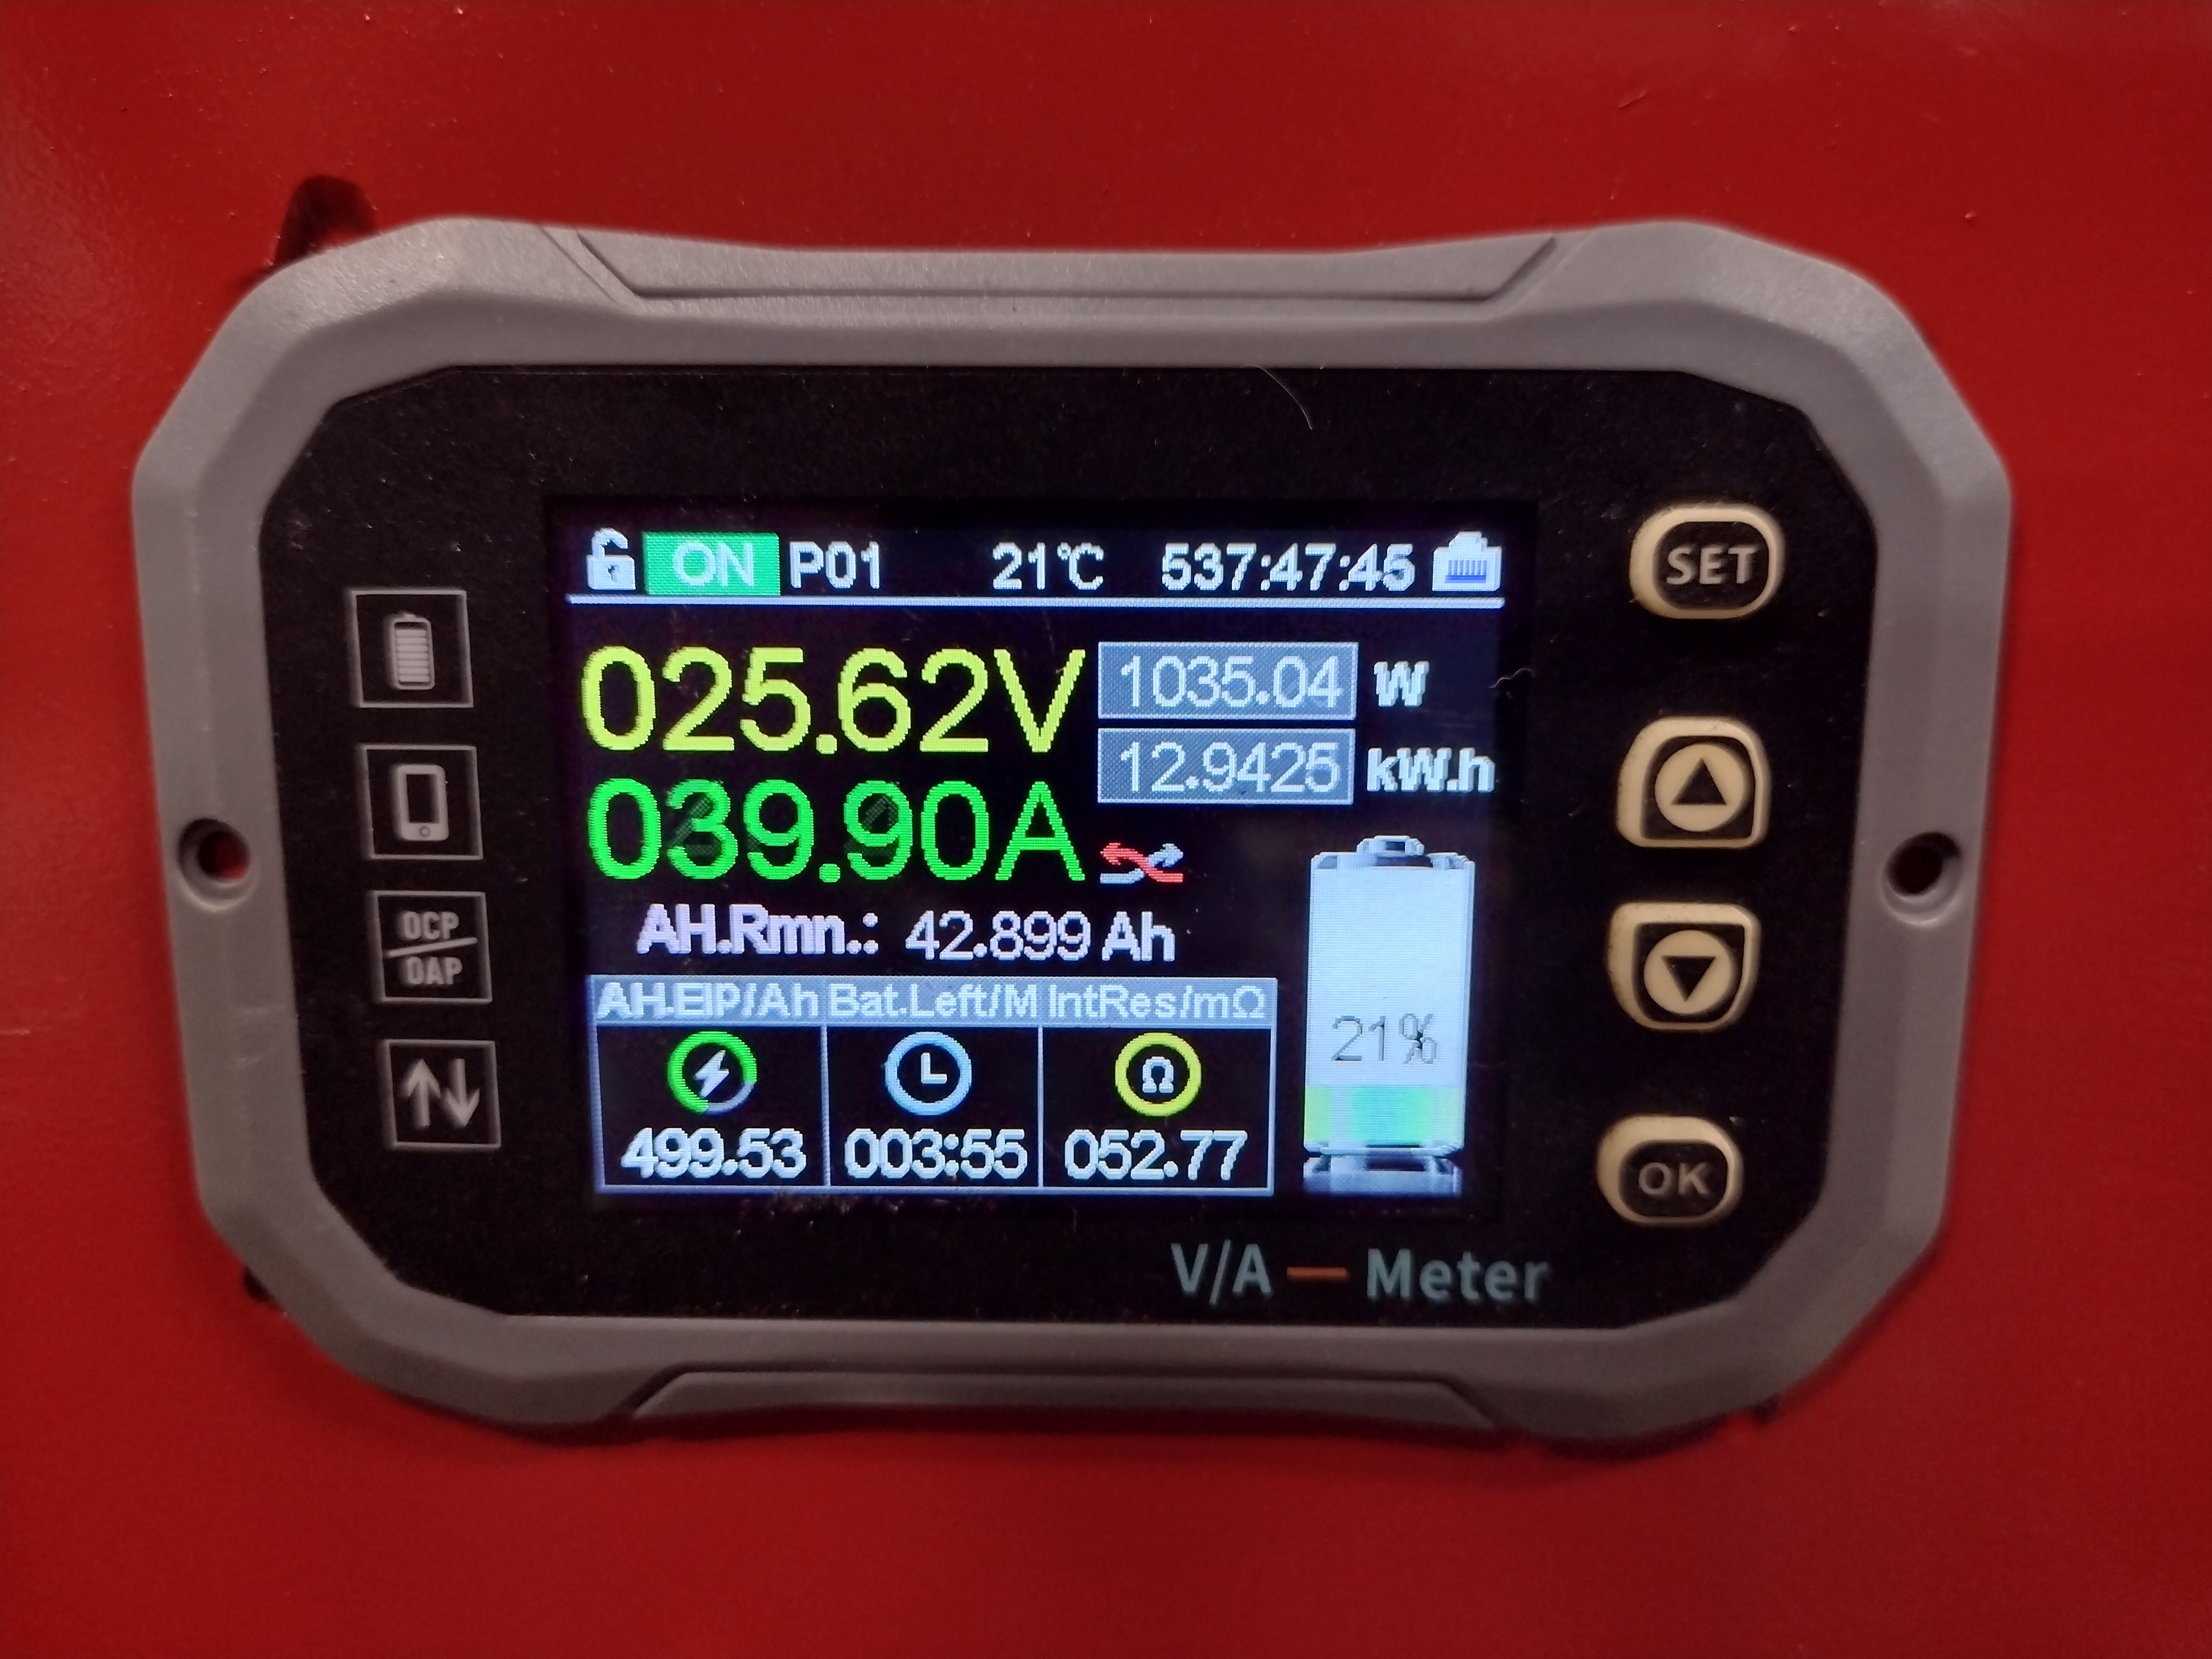 ON P01 21℃ 537:47:45
SET
025.62V 1035.04 W
12.9425 kW.h
039.90A
AH.Rmn.: 42.899 Ah
OCP
OAP
AH.EIP/Ah Bat.Left/M IntRes/mΩ
Ω
21%
499.53 003:55 052.77
OK
V/A — Meter